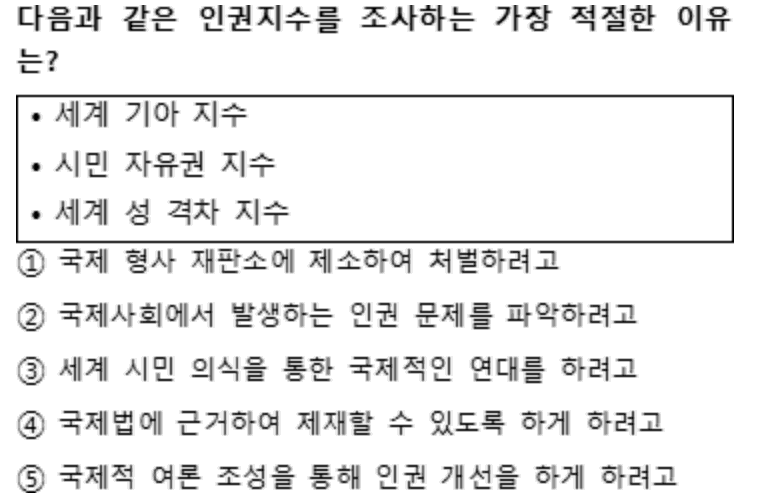 다음과 같은 인권지수를 조사하는 가장 적절한 이유
는?
• 세계 기아 지수
• 시민 자유권 지수
• 세계 성 격차 지수
① 국제 형사 재판소에 제소하여 처벌하려고
② 국제사회에서 발생하는 인권 문제를 파악하려고
③ 세계 시민 의식을 통한 국제적인 연대를 하려고
④ 국제법에 근거하여 제재할 수 있도록 하게 하려고
⑤ 국제적 여론 조성을 통해 인권 개선을 하게 하려고